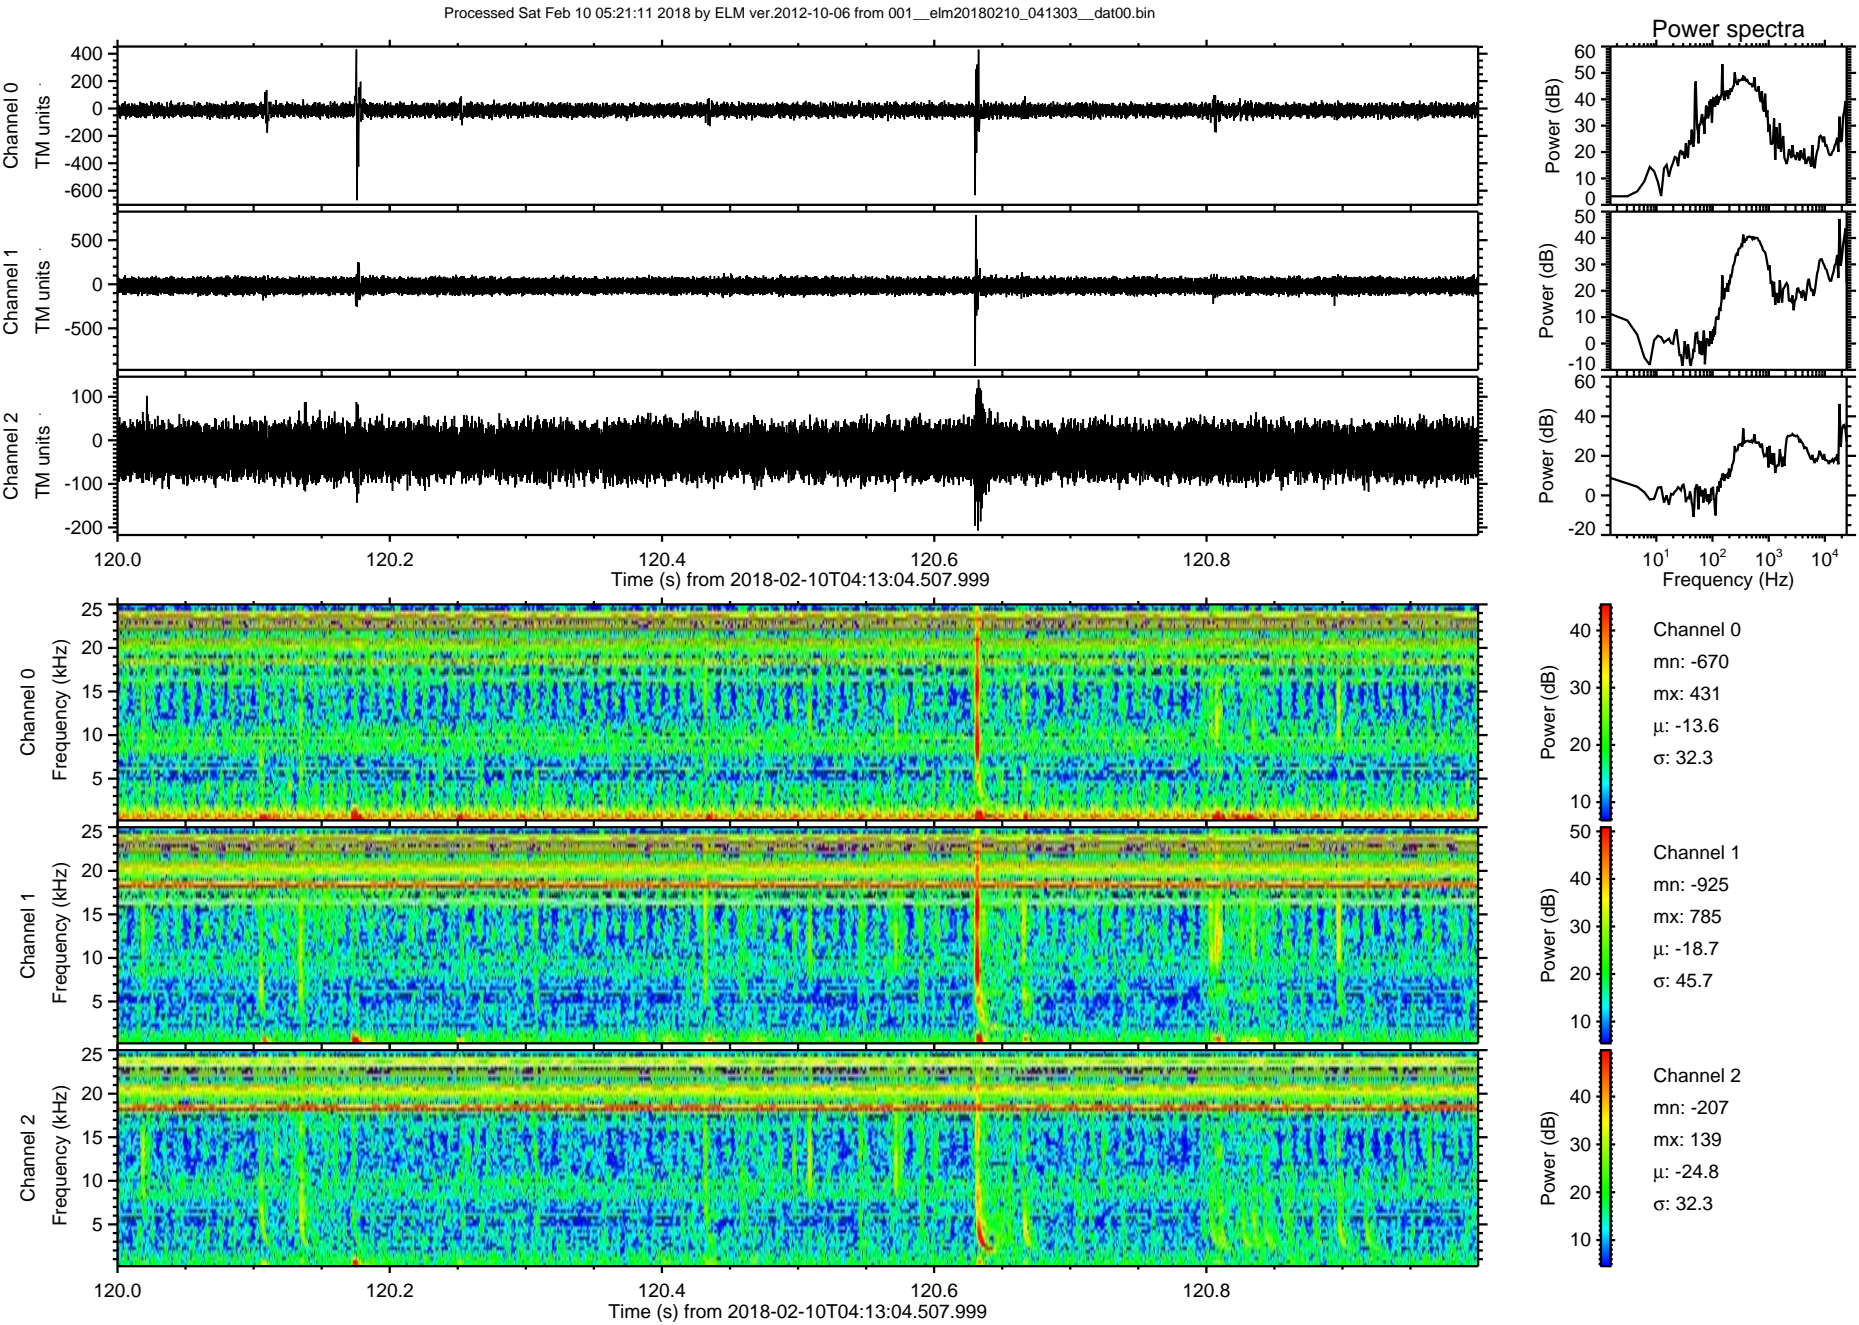 Processed Sat Feb 10 05:21:11 2018 by ELM ver.2012-10-06 from 001__elm20180210_041303__dat00.bin
Power spectra
Channel 0
TM units
400
200
0
-200
-400
-600
Power (dB)
60
50
40
30
20
10
0
Channel 1
TM units
500
0
-500
Power (dB)
50
40
30
20
10
0
-10
Channel 2
TM units
100
0
-100
-200
Power (dB)
60
40
20
0
-20
120.0 120.2 120.4 120.6 120.8
Time (s) from 2018-02-10T04:13:04.507.999
10¹ 10² 10³ 10⁴
Frequency (Hz)
Channel 0
Frequency (kHz)
25
20
15
10
5
Power (dB)
40
30
20
10
Channel 0
mn: -670
mx: 431
μ: -13.6
σ: 32.3
Channel 1
Frequency (kHz)
25
20
15
10
5
Power (dB)
50
40
30
20
10
Channel 1
mn: -925
mx: 785
μ: -18.7
σ: 45.7
Channel 2
Frequency (kHz)
25
20
15
10
5
Power (dB)
40
30
20
10
Channel 2
mn: -207
mx: 139
μ: -24.8
σ: 32.3
120.0 120.2 120.4 120.6 120.8
Time (s) from 2018-02-10T04:13:04.507.999